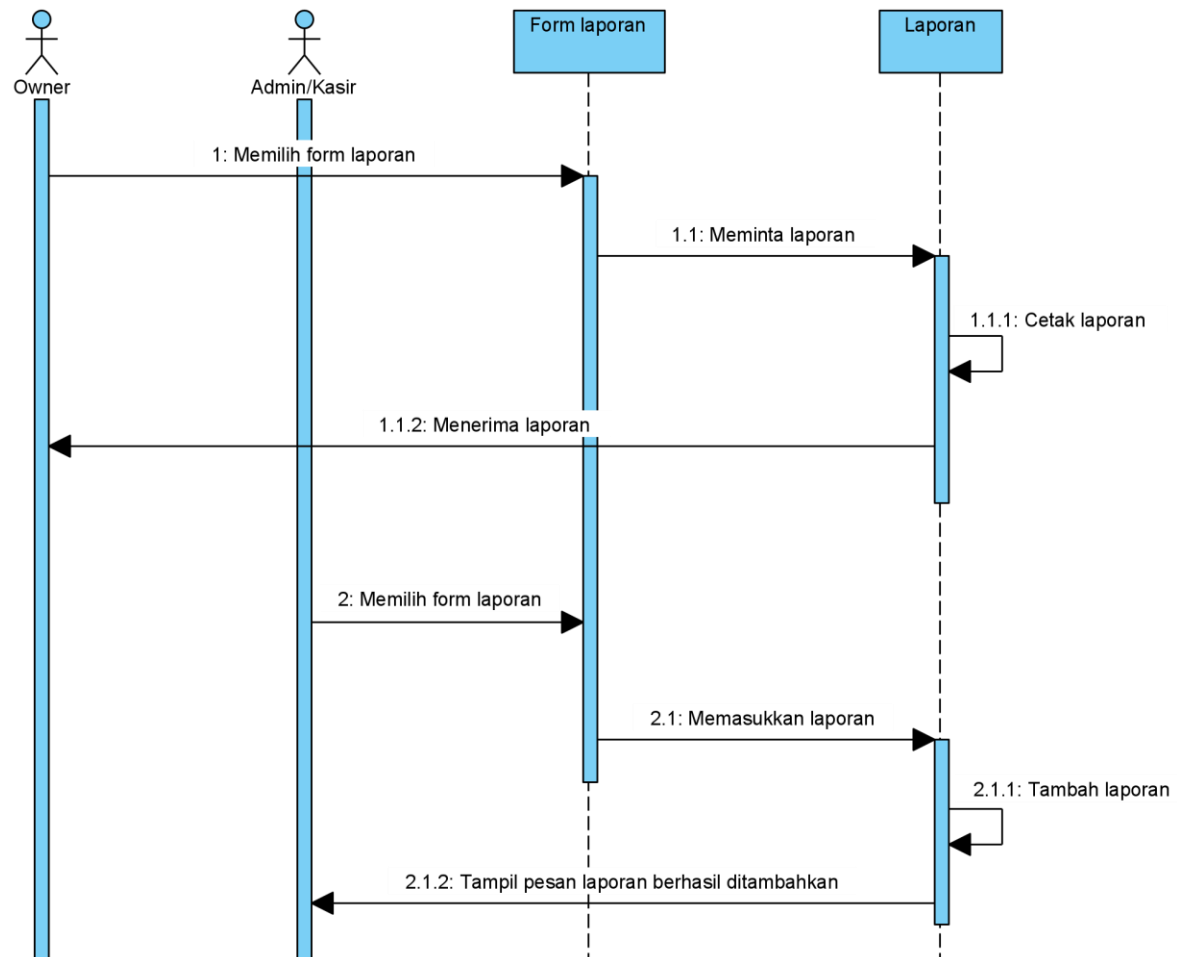 Form laporan
Laporan
Owner
Admin/Kasir
1: Memilih form laporan
1.1: Meminta laporan
1.1.1: Cetak laporan
1.1.2: Menerima laporan
2: Memilih form laporan
2.1: Memasukkan laporan
2.1.1: Tambah laporan
2.1.2: Tampil pesan laporan berhasil ditambahkan